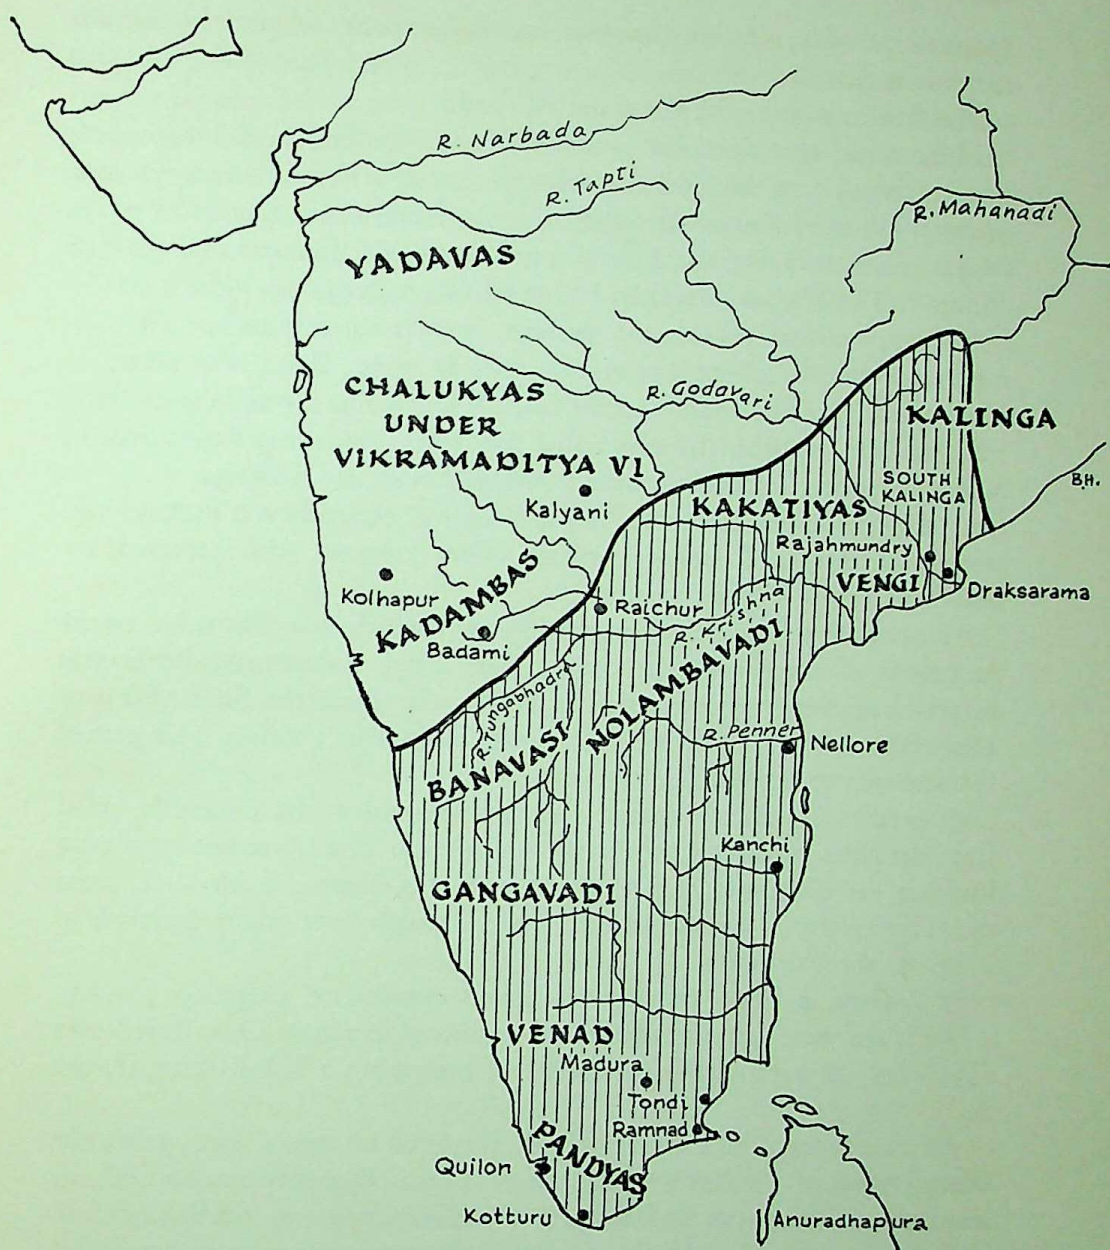 R. Narbada
R. Tapti
R. Mahanadi
YADAVAS
CHALUKYAS
UNDER
VIKRAMADITYA VI
Kalyani
R. Godavari
KALINGA
SOUTH
KALINGA
B.H.
KAKATIYAS
Rajahmundry
VENGI
Draksarama
Kolhapur
KADAMBAS
Badami
Raichur
R. Krishna
NOLAMBAVADI
R. Tungabhadra
BANAVASI
R. Penner
Nellore
Kanchi
GANGAVADI
VENAD
Madura
Tondi
Ramnad
PANDYAS
Quilon
Kotturu
Anuradhapura